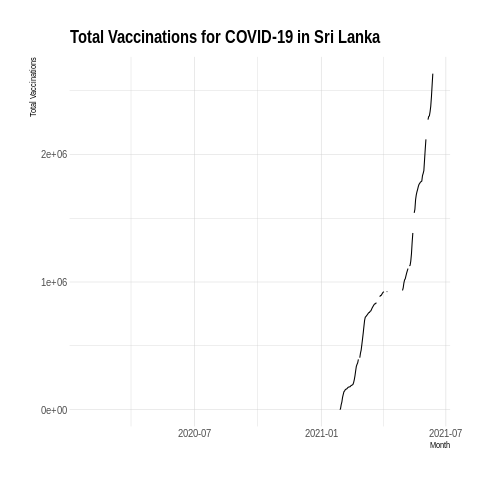 Total Vaccinations for COVID-19 in Sri Lanka
Total Vaccinations
2e+06
1e+06
0e+00
2020-07
2021-01
2021-07
Month